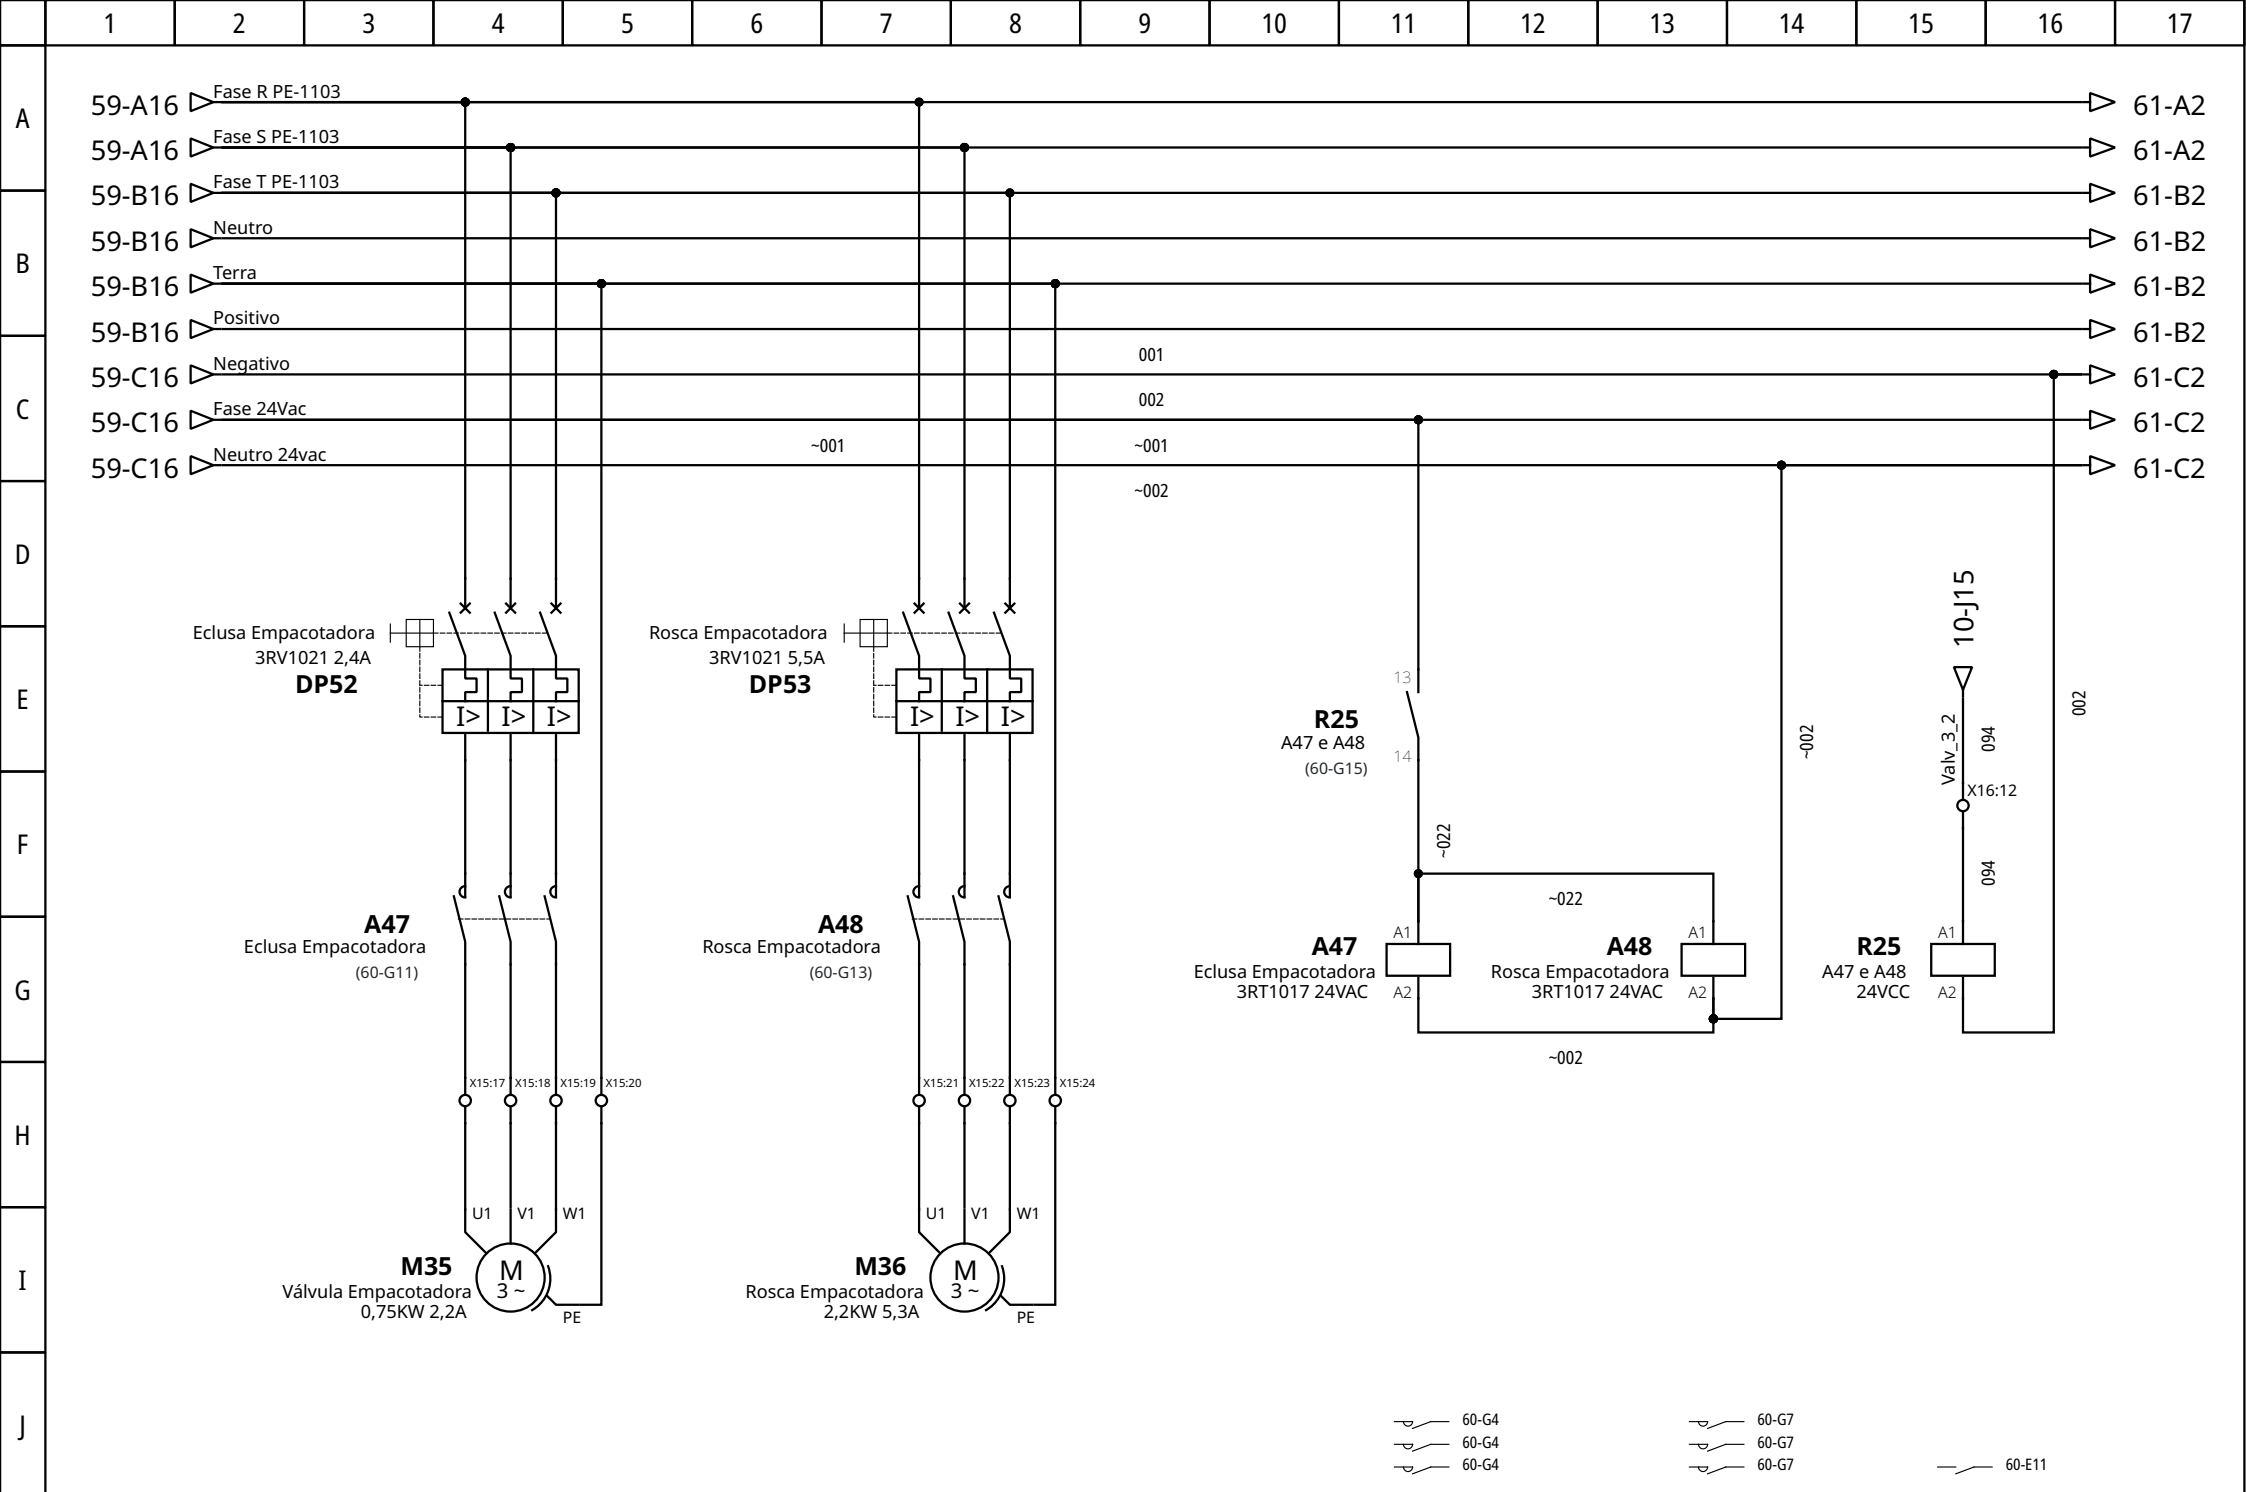 1 2 3 4 5 6 7 8 9 10 11 12 13 14 15 16 17
A
B
C
D
E
F
G
H
I
J
59-A16 Fase R PE-1103 61-A2
59-A16 Fase S PE-1103 61-A2
59-B16 Fase T PE-1103 61-B2
59-B16 Neutro 61-B2
59-B16 Terra 61-B2
59-B16 Positivo 61-B2
001
59-C16 Negativo 61-C2
002
59-C16 Fase 24Vac 61-C2
~001 ~001
59-C16 Neutro 24vac 61-C2
~002
Eclusa Empacotadora
3RV1021 2,4A
DP52
I> I> I>
Rosca Empacotadora
3RV1021 5,5A
DP53
I> I> I>
13
R25
A47 e A48
14
(60-G15)
~022
~022
~002
10-J15
Valv_3_2
094
X16:12
094
002
A47
Eclusa Empacotadora
(60-G11)
A48
Rosca Empacotadora
(60-G13)
A1
A47
Eclusa Empacotadora
3RT1017 24VAC
A2
A1
A48
Rosca Empacotadora
3RT1017 24VAC
A2
~002
A1
R25
A47 e A48
24VCC
A2
X15:17 X15:18 X15:19 X15:20
X15:21 X15:22 X15:23 X15:24
U1 V1 W1
M35
Válvula Empacotadora
0,75KW 2,2A
M
3 ~
PE
U1 V1 W1
M36
Rosca Empacotadora
2,2KW 5,3A
M
3 ~
PE
60-G4
60-G4
60-G4
60-G7
60-G7
60-G7
60-E11